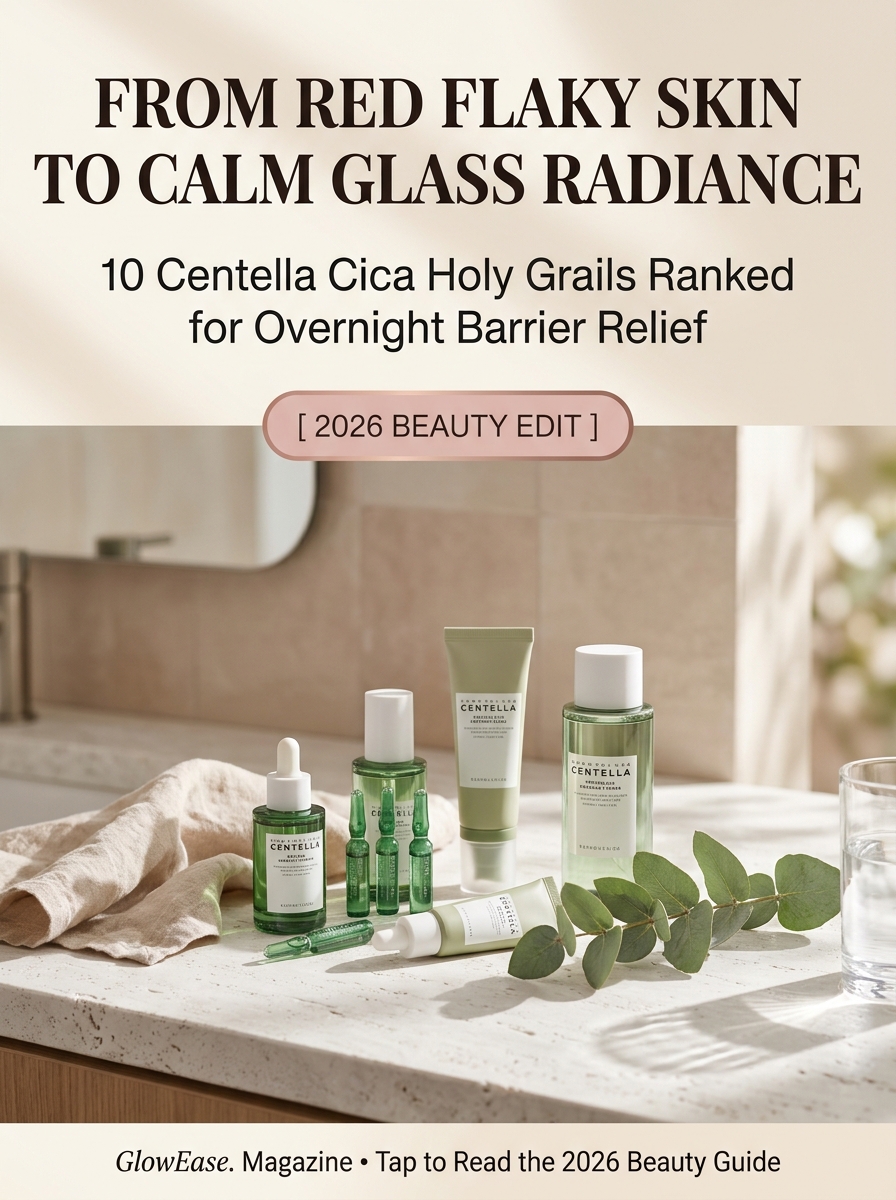 FROM RED FLAKY SKIN
TO CALM GLASS RADIANCE
10 Centella Cica Holy Grails Ranked
for Overnight Barrier Relief
[ 2026 BEAUTY EDIT ]
CENTELLA
CENTELLA
CENTELLA
GlowEase. Magazine • Tap to Read the 2026 Beauty Guide